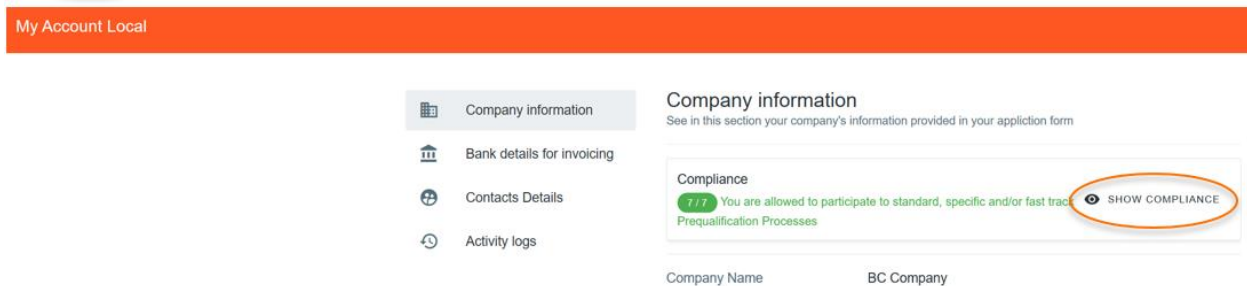 My Account Local
Company information
Bank details for invoicing
Contacts Details
Activity logs
Company information
See in this section your company's information provided in your appliction form
Compliance
7 / 7 You are allowed to participate to standard, specific and/or fast track
Prequalification Processes
SHOW COMPLIANCE
Company Name BC Company